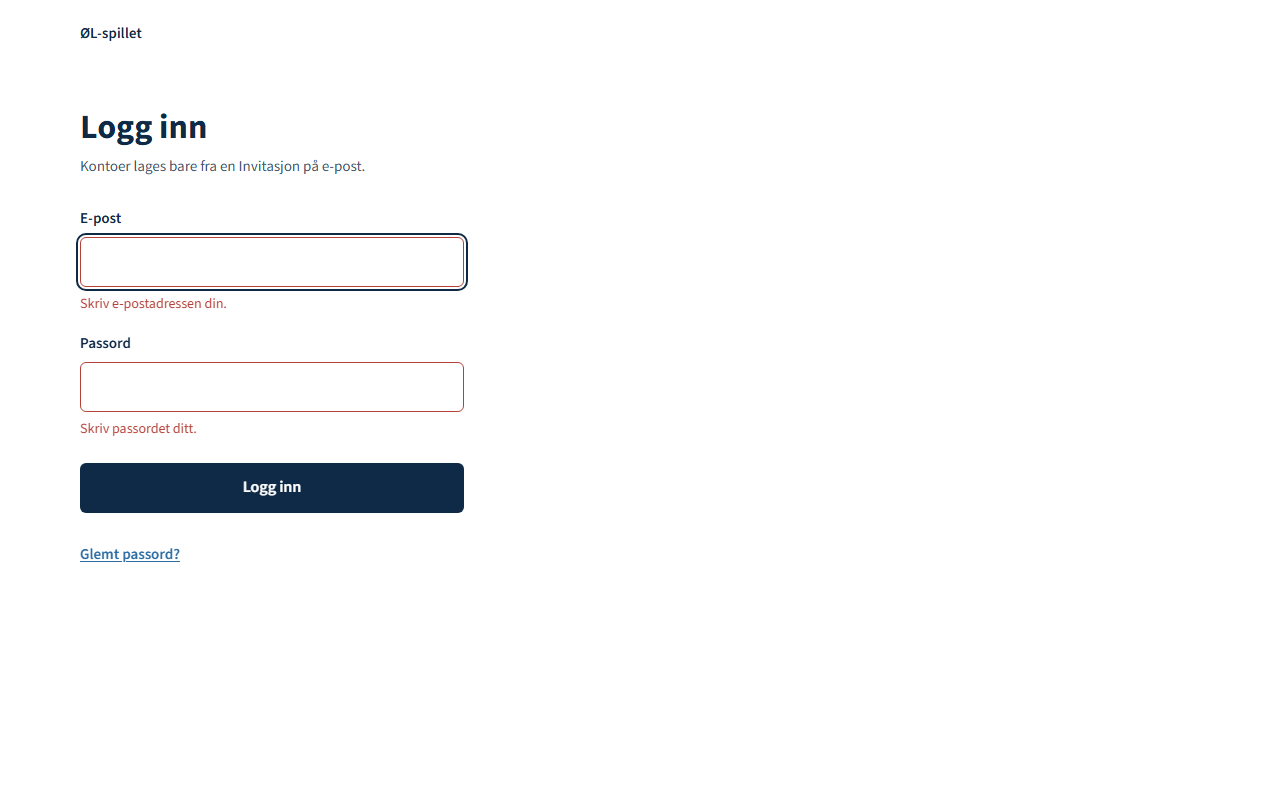 ØL-spillet
Logg inn
Kontoer lages bare fra en Invitasjon på e-post.
E-post
Skriv e-postadressen din.
Passord
Skriv passordet ditt.
Logg inn
Glemt passord?